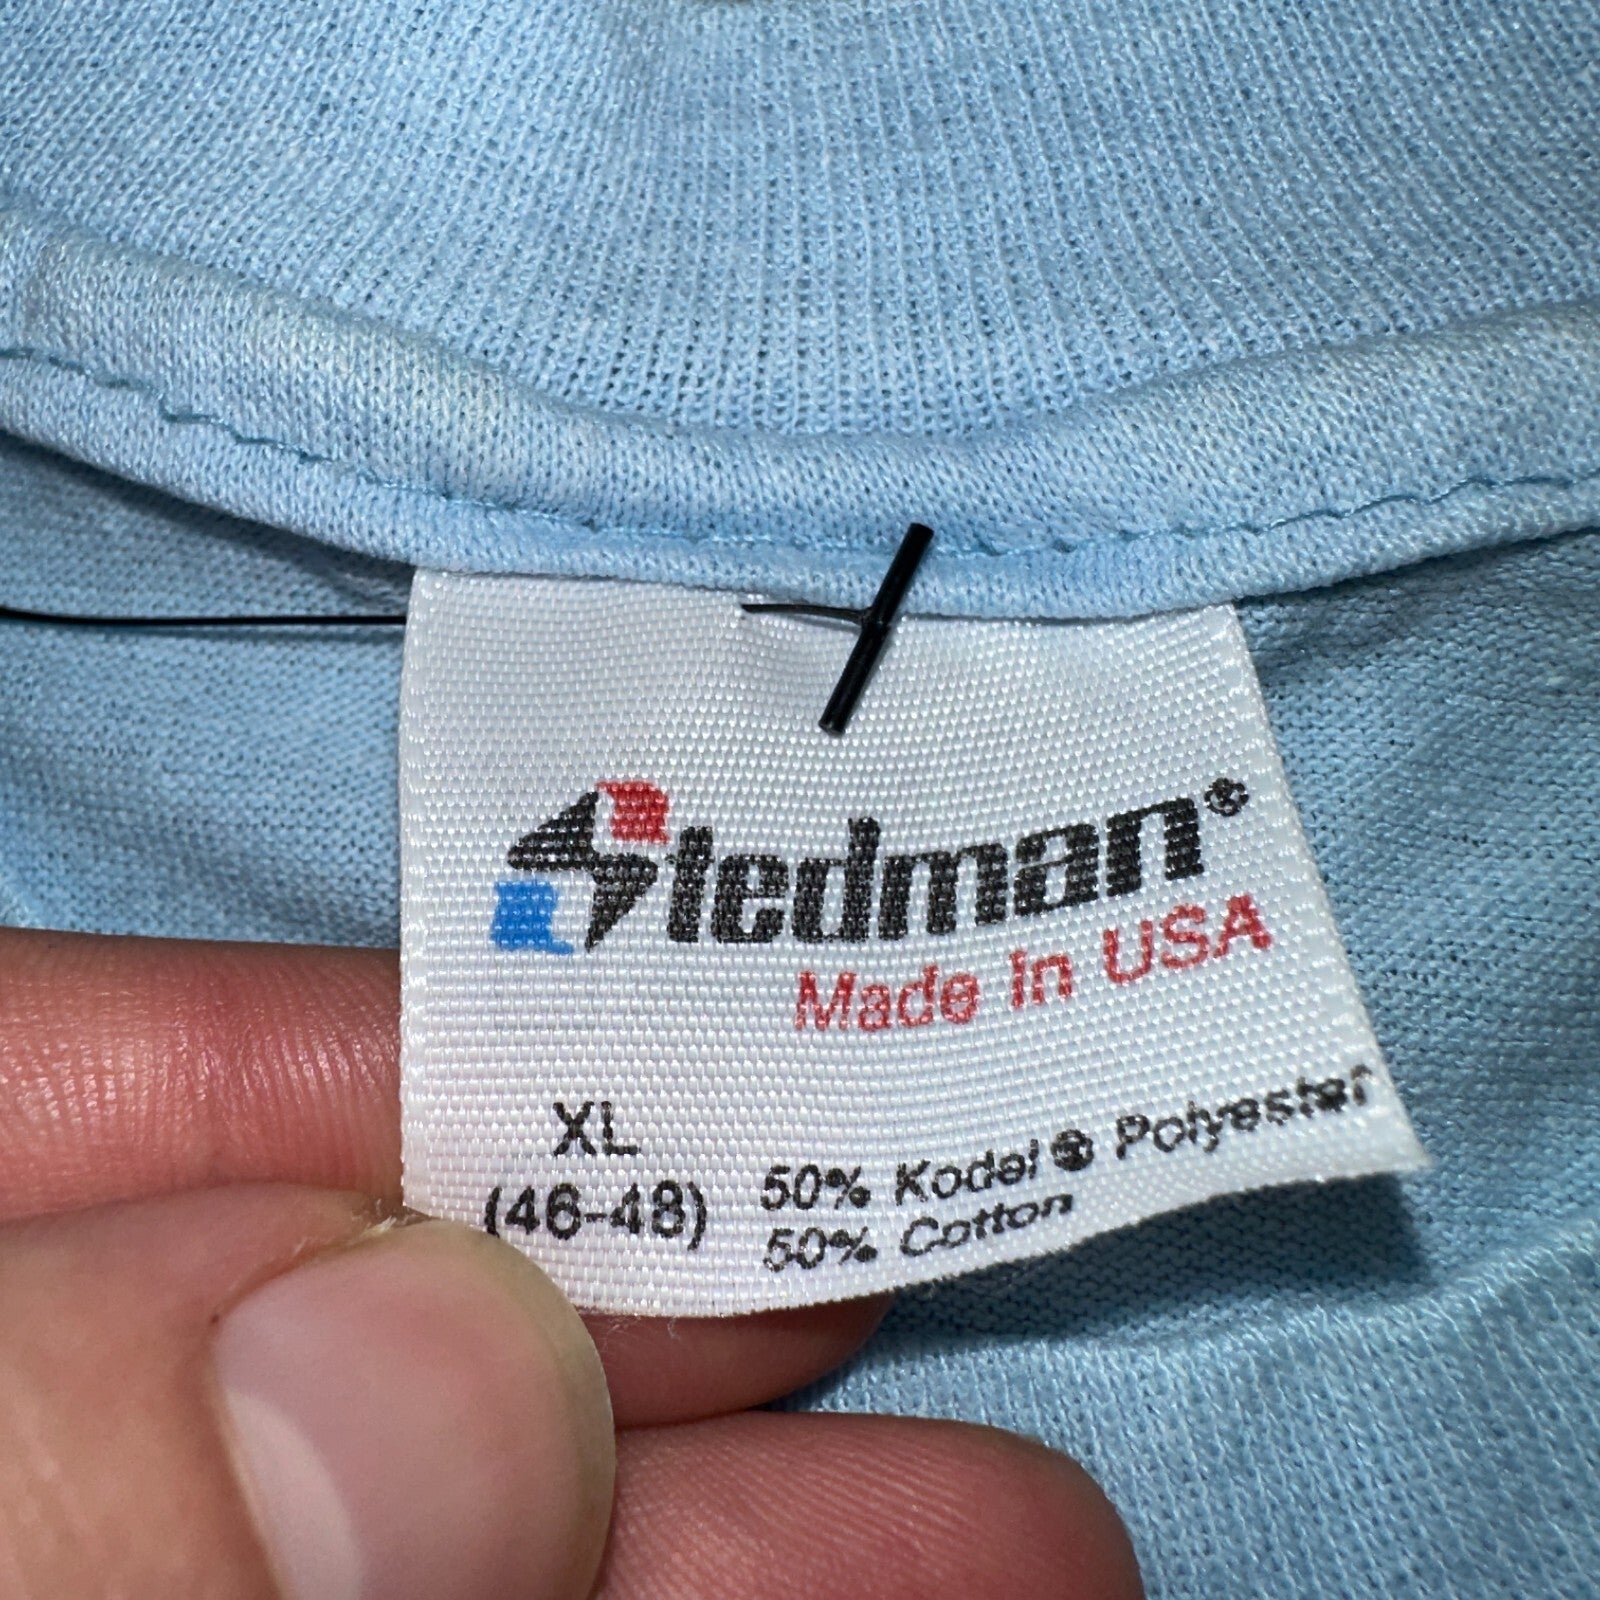 Stedman®
Made In USA
XL
(46-48)
50% Kodel® Polyester
50% Cotton